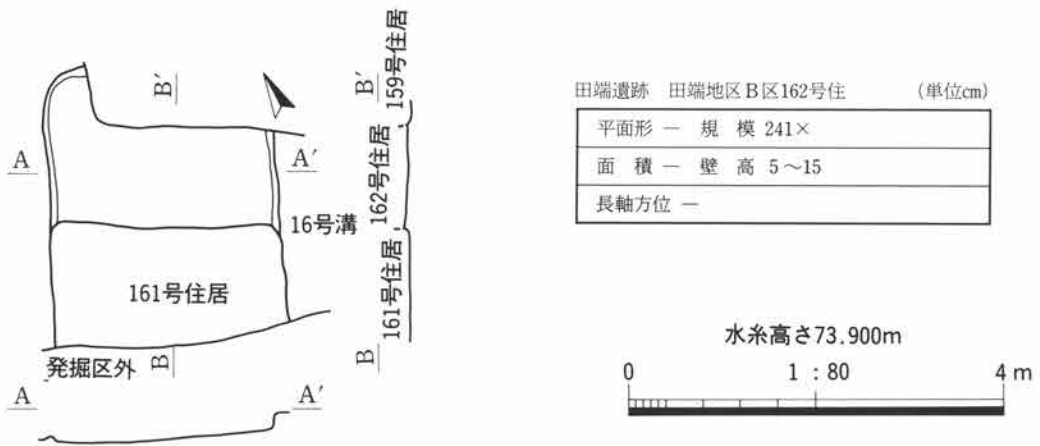 B′
A
A′
16号溝
161号住居
発掘区外
B
A
A′
B′
159号住居
162号住居
161号住居
B
田端遺跡 田端地区B区162号住 (単位cm)
平面形 ― 規 模 241×
面 積 ― 壁 高 5~15
長軸方位 ―
水糸高さ73.900m
0 1:80 4m